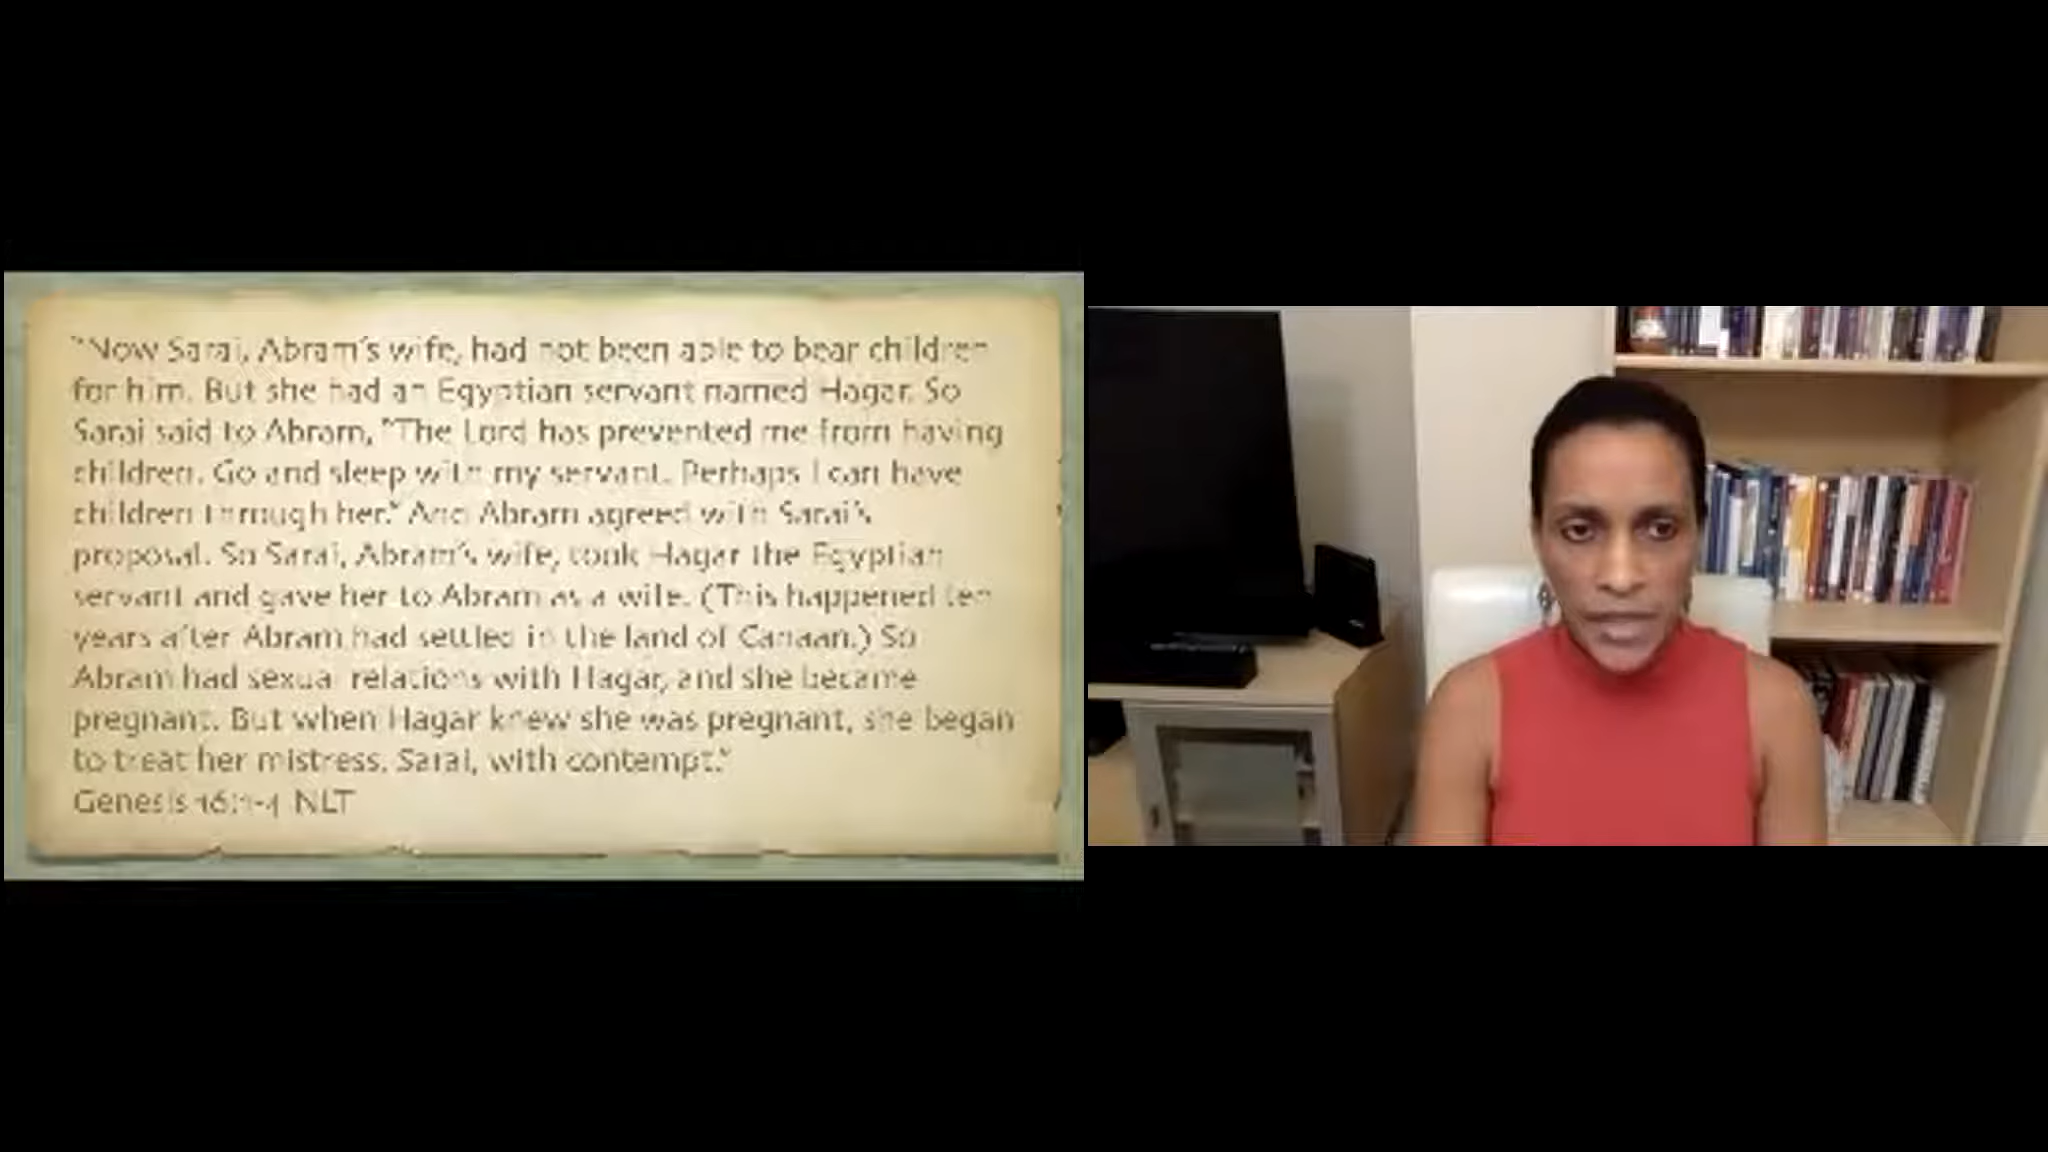 "Now Sarai, Abram's wife, had not been able to bear children
for him. But she had an Egyptian servant named Hagar. So
Sarai said to Abram, "The Lord has prevented me from having
children. Go and sleep with my servant. Perhaps I can have
children through her." And Abram agreed with Sarai's
proposal. So Sarai, Abram's wife, took Hagar the Egyptian
servant and gave her to Abram as a wife. (This happened ten
years after Abram had settled in the land of Canaan.) So
Abram had sexual relations with Hagar, and she became
pregnant. But when Hagar knew she was pregnant, she began
to treat her mistress, Sarai, with contempt."
Genesis 16:1-4 NLT